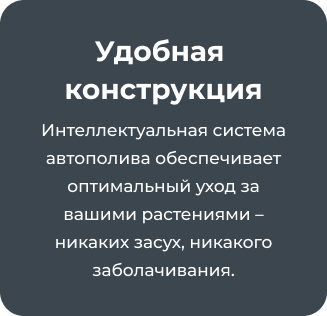 Удобная
конструкция
Интеллектуальная система
автополива обеспечивает
оптимальный уход за
вашими растениями –
никаких засух, никакого
заболачивания.